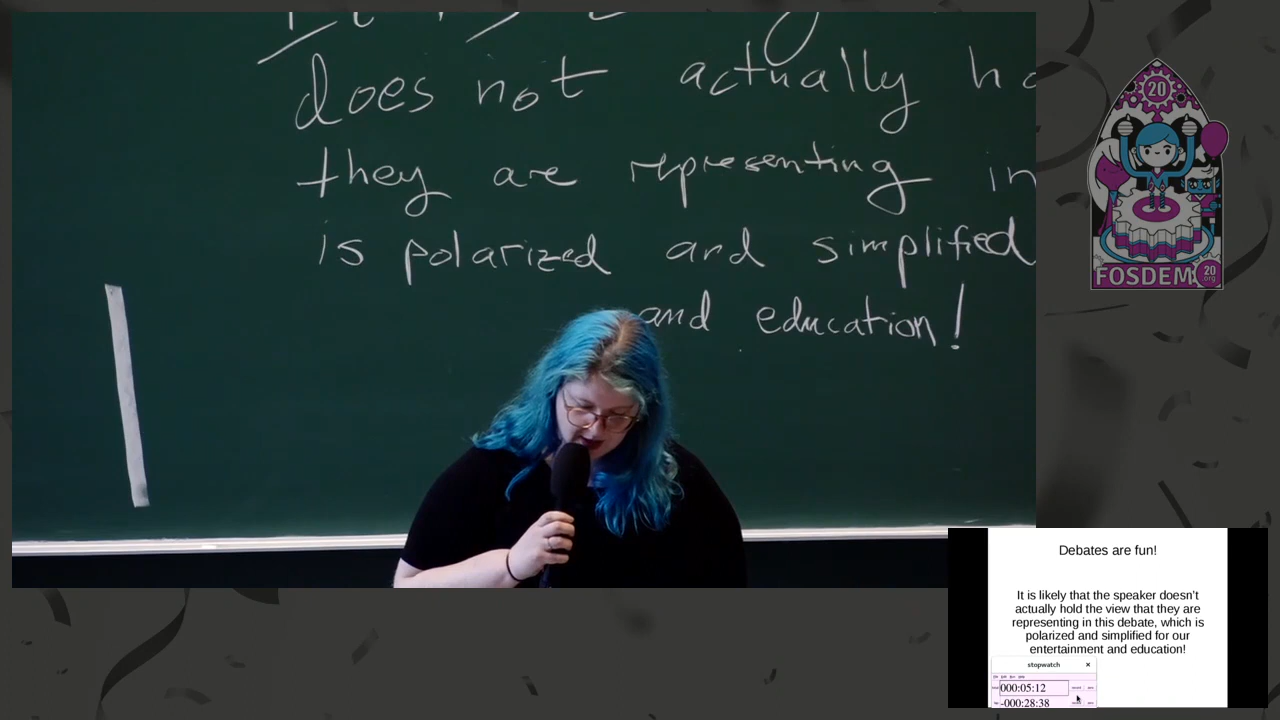 does not actually
they are representing
is polarized and simplified
and education!
20
FOSDEM 20
.org
Debates are fun!
It is likely that the speaker doesn't
actually hold the view that they are
representing in this debate, which is
polarized and simplified for our
entertainment and education!
stopwatch
000:05:12
-000:28:38